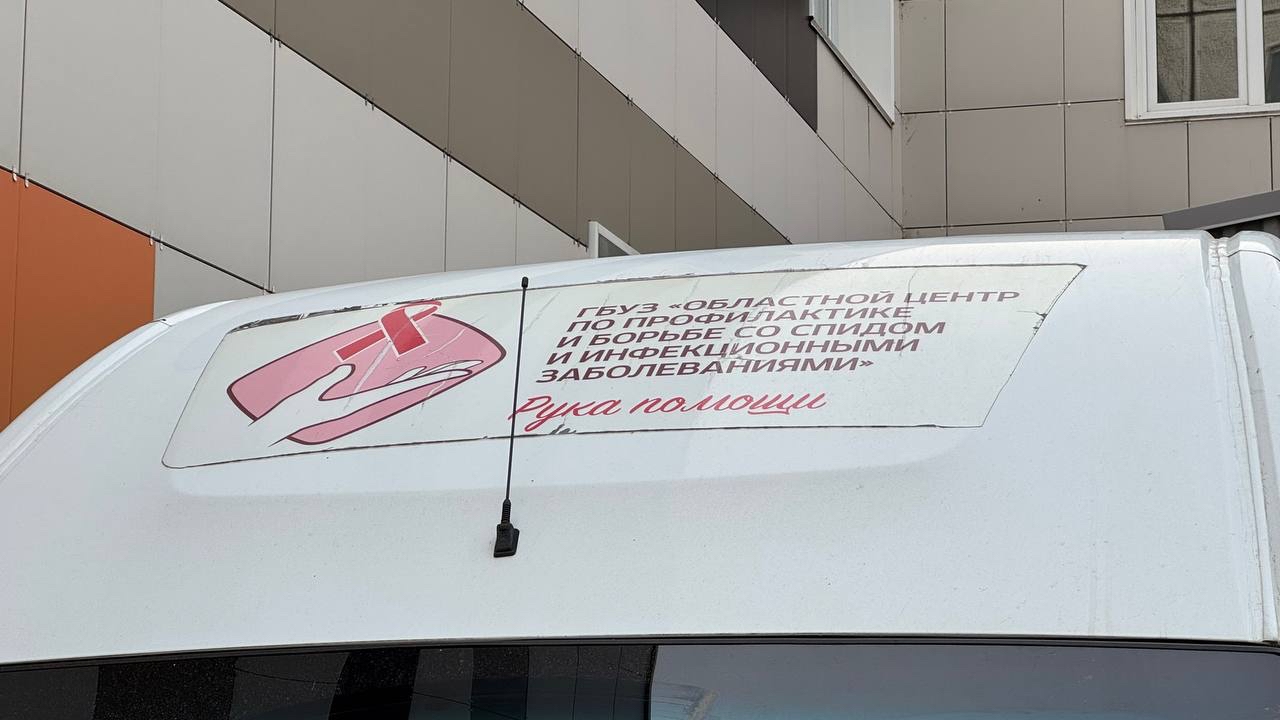 ГБУЗ «ОБЛАСТНОЙ ЦЕНТР
ПО ПРОФИЛАКТИКЕ
И БОРЬБЕ СО СПИДОМ
И ИНФЕКЦИОННЫМИ
ЗАБОЛЕВАНИЯМИ»
Рука помощи